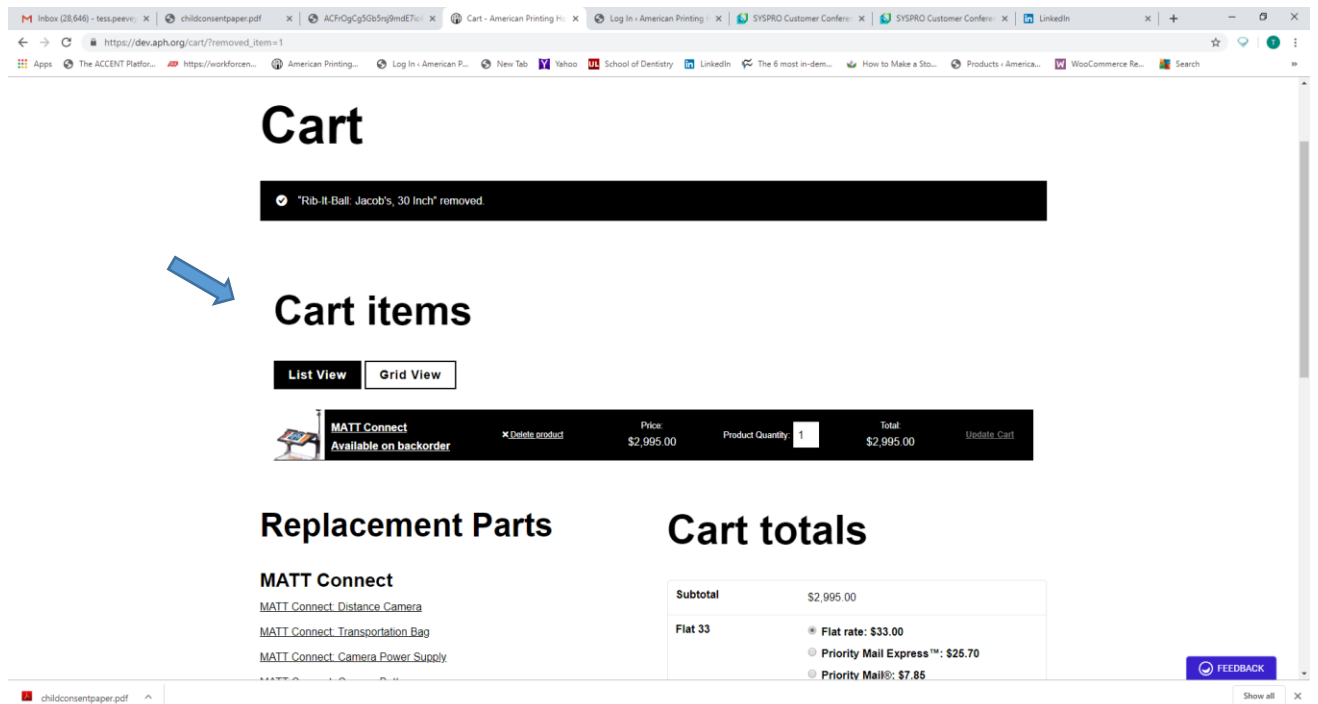 Inbox (28,646) - tess.peevey
childconsentpaper.pdf
Cart - American Printing Ho
Log In ‹ American Printing
SYSPRO Customer Confere
SYSPRO Customer Confere
LinkedIn
https://dev.aph.org/cart/?removed_item=1
Apps
The ACCENT Platfor...
https://workforcen...
American Printing...
Log In ‹ American P...
New Tab
Yahoo
School of Dentistry
LinkedIn
The 6 most in-dem...
How to Make a Sto...
Products ‹ America...
WooCommerce Re...
Search
Cart
"Rib-It-Ball: Jacob's, 30 Inch" removed.
Cart items
List View
Grid View
MATT Connect
Available on backorder
Delete product
Price:
$2,995.00
Product Quantity: 1
Total:
$2,995.00
Update Cart
Replacement Parts
MATT Connect
MATT Connect: Distance Camera
MATT Connect: Transportation Bag
MATT Connect: Camera Power Supply
Cart totals
Subtotal $2,995.00
Flat 33
Flat rate: $33.00
Priority Mail Express™: $25.70
Priority Mail®: $7.85
FEEDBACK
childconsentpaper.pdf
Show all